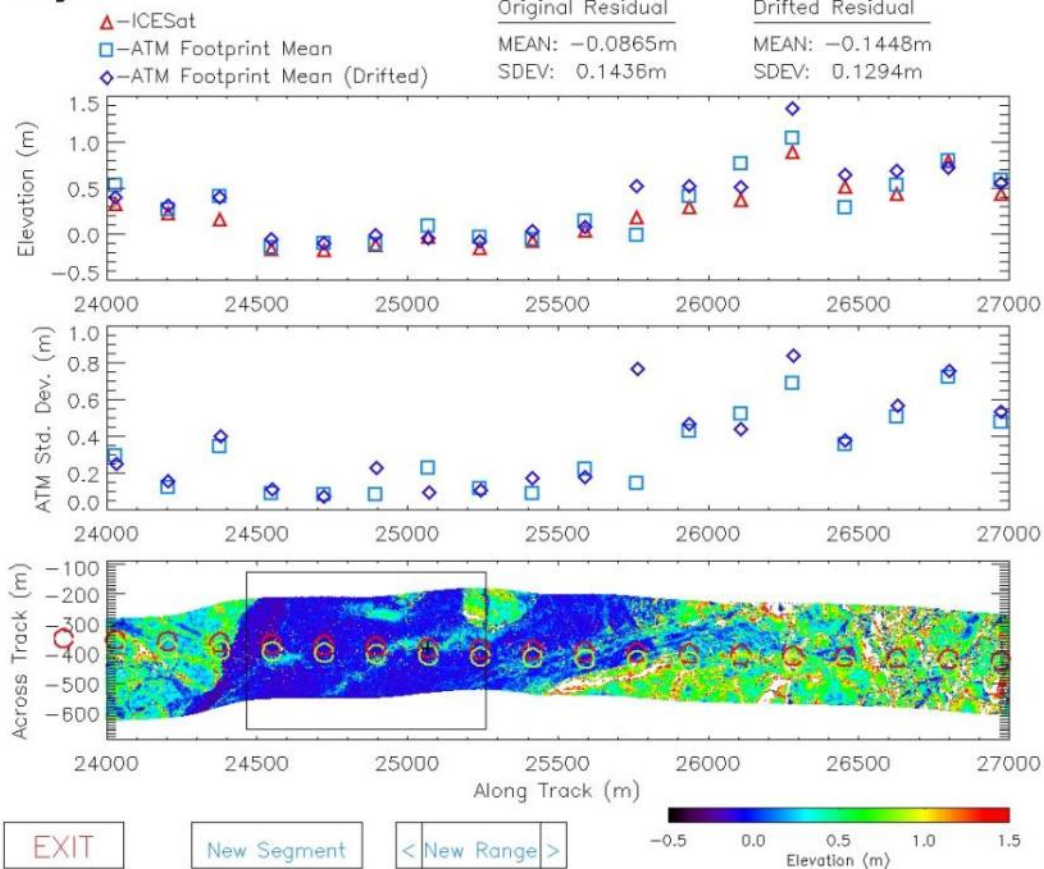 Original Residual Drifted Residual
△-ICESat
□-ATM Footprint Mean
◇-ATM Footprint Mean (Drifted)
MEAN: -0.0865m MEAN: -0.1448m
SDEV: 0.1436m SDEV: 0.1294m
Elevation (m)
1.5
1.0
0.5
0.0
-0.5
24000 24500 25000 25500 26000 26500 27000
ATM Std. Dev. (m)
1.0
0.8
0.6
0.4
0.2
0.0
24000 24500 25000 25500 26000 26500 27000
Across Track (m)
-100
-200
-300
-400
-500
-600
24000 24500 25000 25500 26000 26500 27000
Along Track (m)
EXIT New Segment < New Range >
-0.5 0.0 0.5 1.0 1.5
Elevation (m)